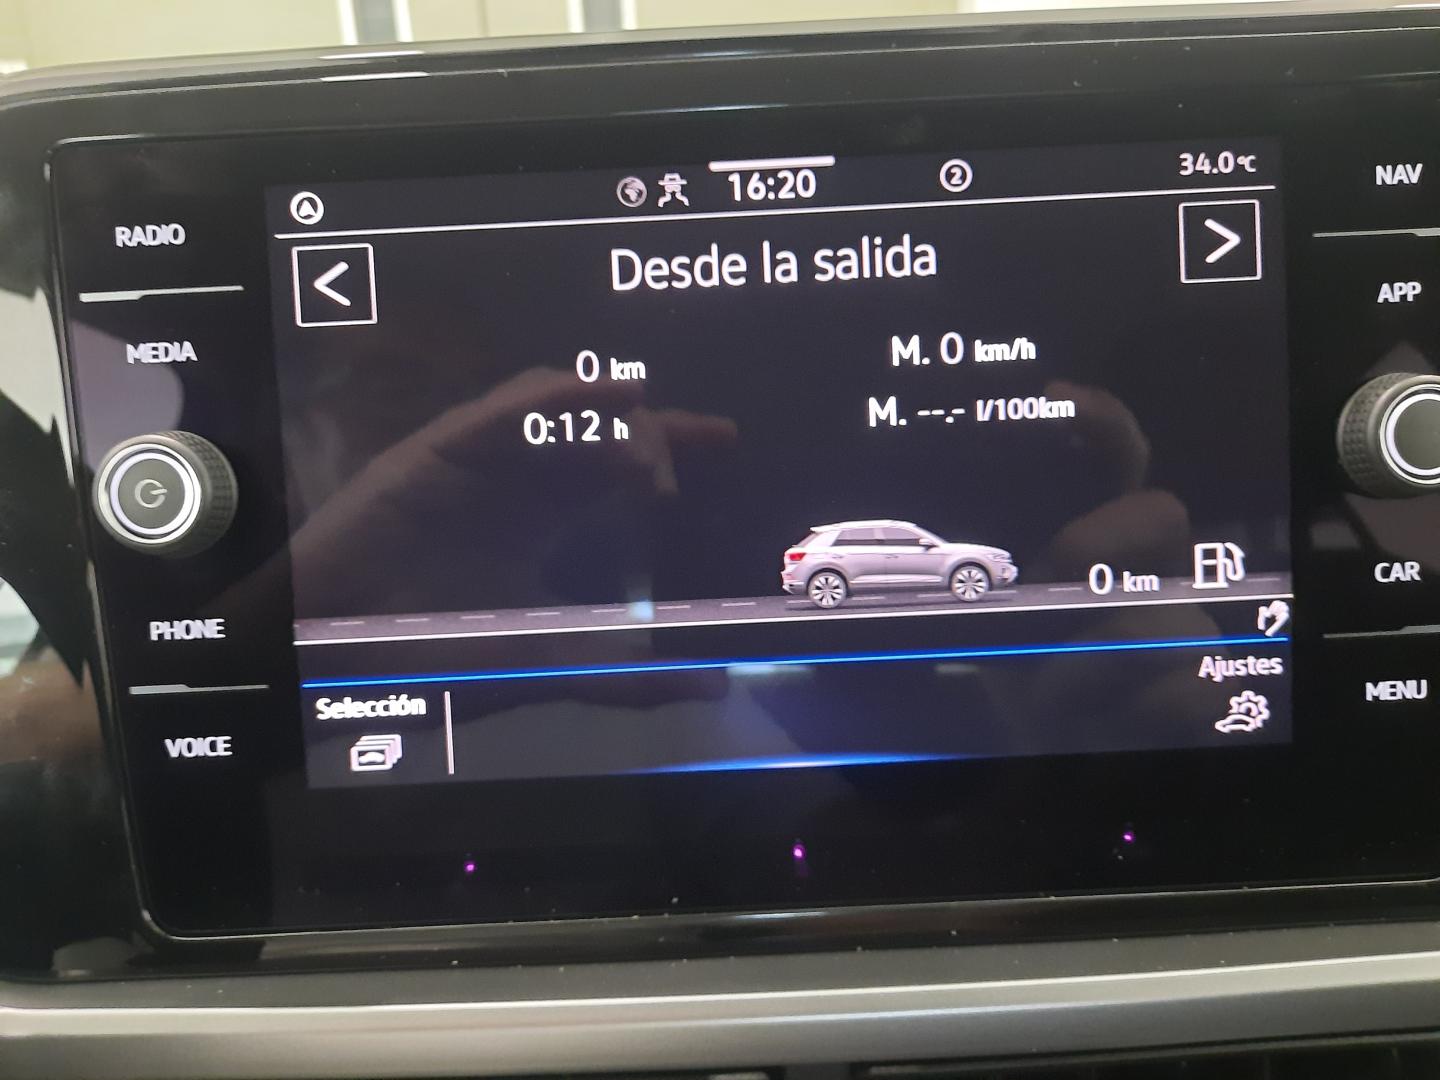 RADIO
MEDIA
PHONE
VOICE
16:20
2
34.0°C
Desde la salida
0 km
0:12 h
M. 0 km/h
M. --.- l/100km
0 km
Selección
Ajustes
NAV
APP
CAR
MENU